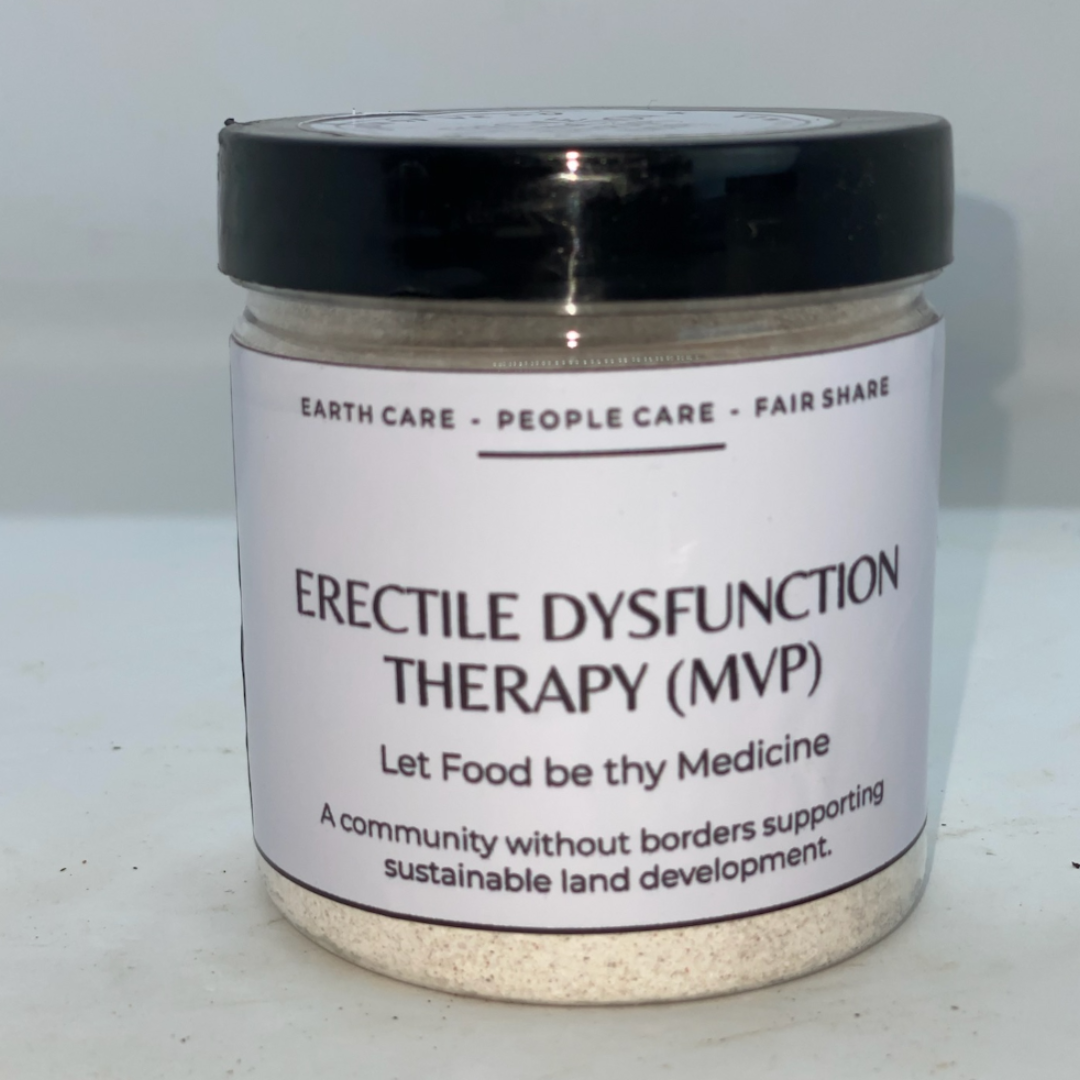 EARTH CARE - PEOPLE CARE - FAIR SHARE
ERECTILE DYSFUNCTION
THERAPY (MVP)
Let Food be thy Medicine
A community without borders supporting
sustainable land development.